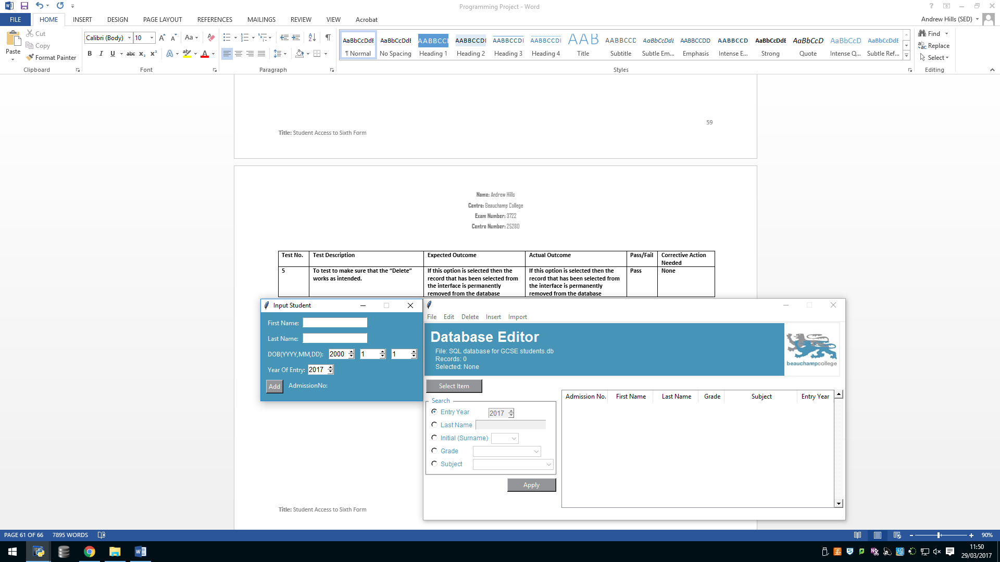 Programming Project - Word
FILE HOME INSERT DESIGN PAGE LAYOUT REFERENCES MAILINGS REVIEW VIEW Acrobat
Andrew Hills (SED)
Paste
Cut
Copy
Format Painter
Clipboard
Calibri (Body) 10
Font
Paragraph
AaBbCcDdE AaBbCcDdE AABBCCI AABBCCDI AABBCCDI AABBCCDI AAB AABBCCD AaBbCcDdE AABBCCDD AABBCCD AaBbCcDdE AaBbCcD AaBbCcD AaBbCcDdE
¶ Normal No Spacing Heading 1 Heading 2 Heading 3 Heading 4 Title Subtitle Subtle Em... Emphasis Intense E... Strong Quote Intense Q... Subtle Ref...
Styles
Find
Replace
Select
Editing
59
Title: Student Access to Sixth Form
Name: Andrew Hills
Centre: Beauchamp College
Exam Number: 3722
Centre Number: 25280
Test No. Test Description Expected Outcome Actual Outcome Pass/Fail Corrective Action
Needed
5 To test to make sure that the “Delete” If this option is selected then the If this option is selected then the Pass None
works as intended. record that has been selected from record that has been selected from
the interface is permanently the interface is permanently
removed from the database removed from the database
Input Student
First Name:
Last Name:
DOB(YYYY,MM,DD): 2000 1 1
Year Of Entry: 2017
Add AdmissionNo:
File Edit Delete Insert Import
Database Editor
File: SQL database for GCSE students.db
Records: 0
Selected: None
beauchampcollege
Select Item
Search
Entry Year 2017
Last Name
Initial (Surname)
Grade
Subject
Apply
Admission No. First Name Last Name Grade Subject Entry Year
Title: Student Access to Sixth Form
PAGE 61 OF 66 7895 WORDS
90%
11:50
29/03/2017